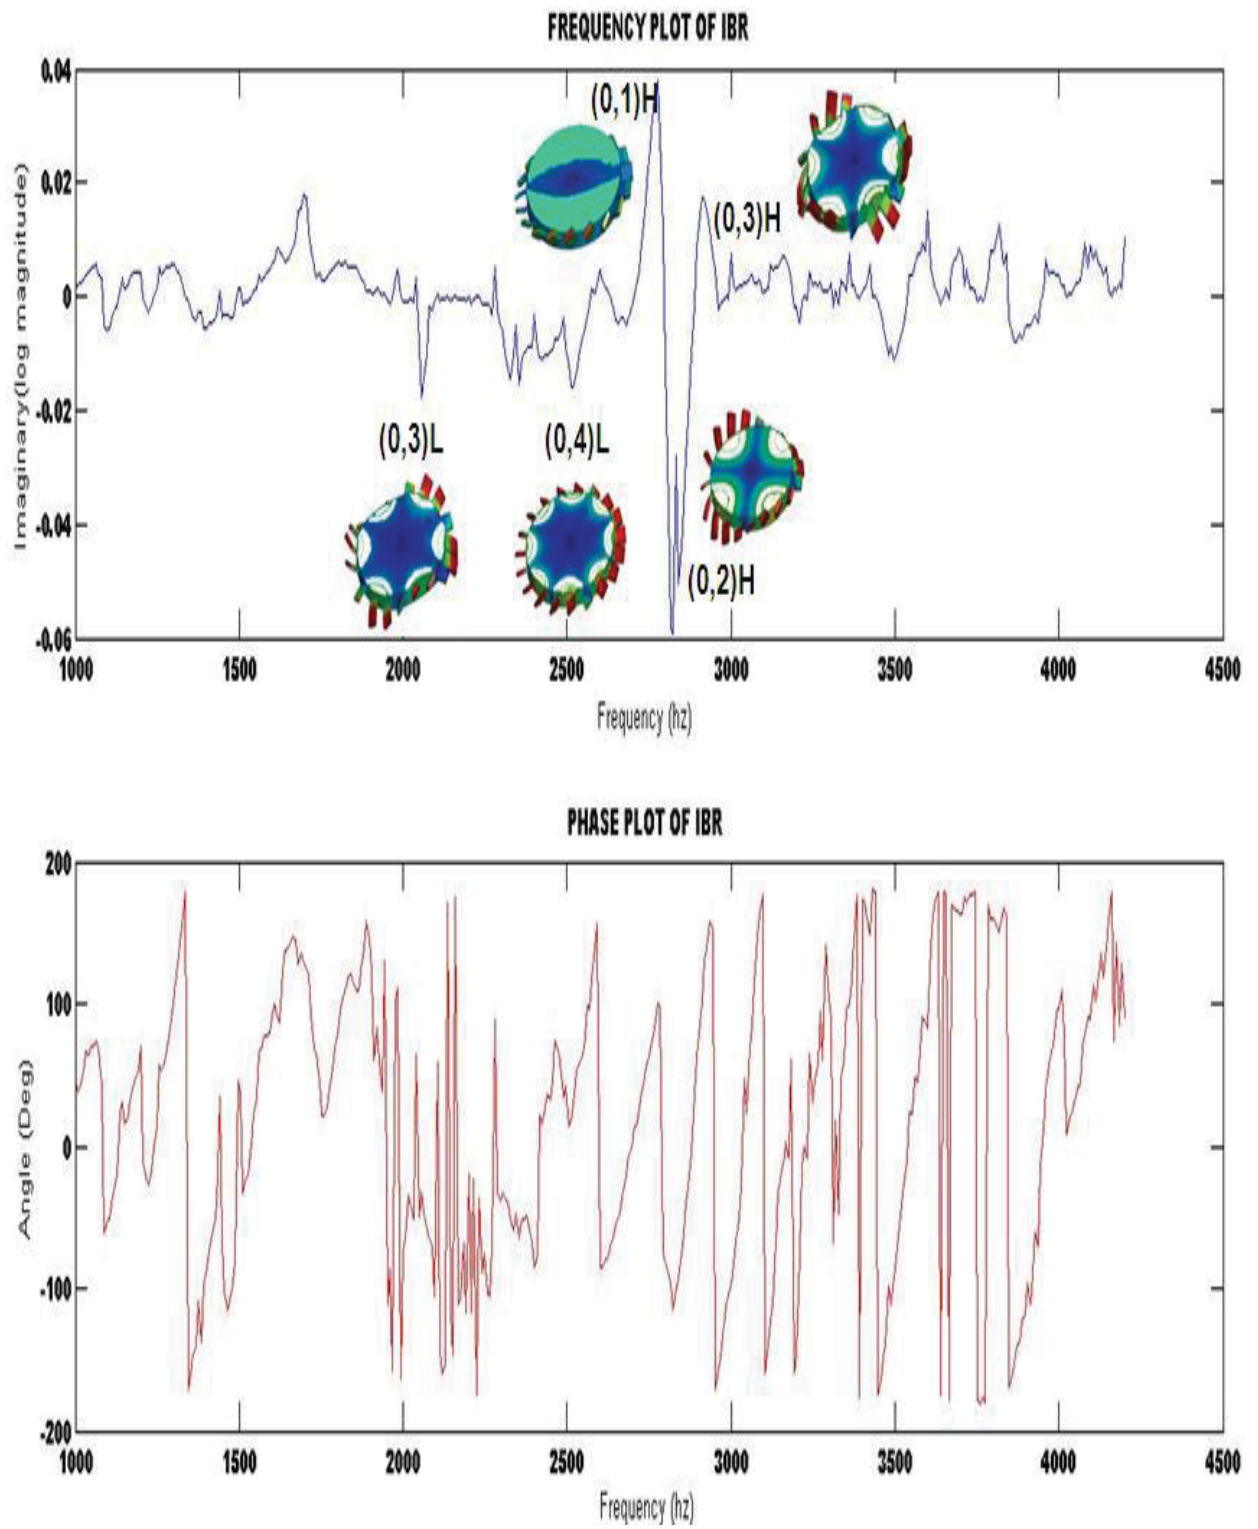 FREQUENCY PLOT OF IBR
0.04
0.02
0
-0.02
-0.04
-0.06
Imaginary(log magnitude)
(0,1)H
(0,3)H
(0,3)L
(0,4)L
(0,2)H
1000 1500 2000 2500 3000 3500 4000 4500
Frequency (hz)
PHASE PLOT OF IBR
200
100
0
-100
-200
Angle (Deg)
1000 1500 2000 2500 3000 3500 4000 4500
Frequency (hz)